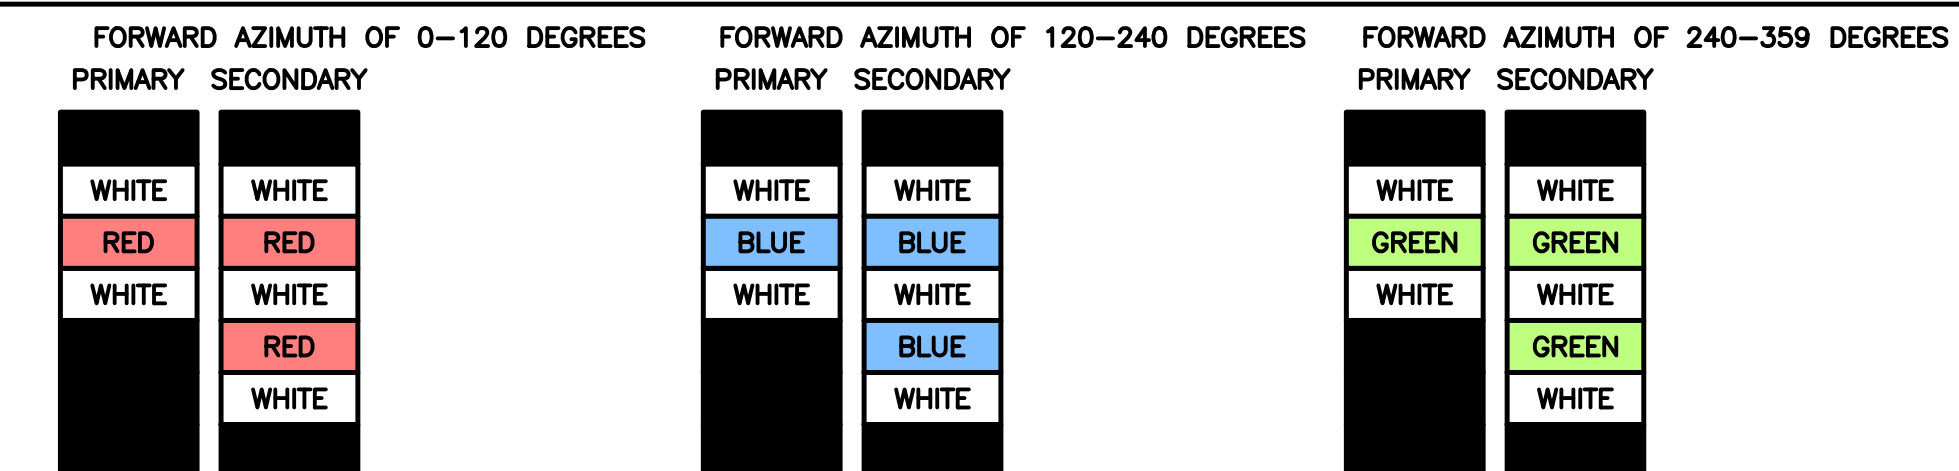 FORWARD AZIMUTH OF 0-120 DEGREES FORWARD AZIMUTH OF 120-240 DEGREES FORWARD AZIMUTH OF 240-359 DEGREES
PRIMARY SECONDARY PRIMARY SECONDARY PRIMARY SECONDARY
WHITE WHITE WHITE WHITE WHITE WHITE
RED RED BLUE BLUE GREEN GREEN
WHITE WHITE WHITE WHITE WHITE WHITE
RED BLUE GREEN
WHITE WHITE WHITE